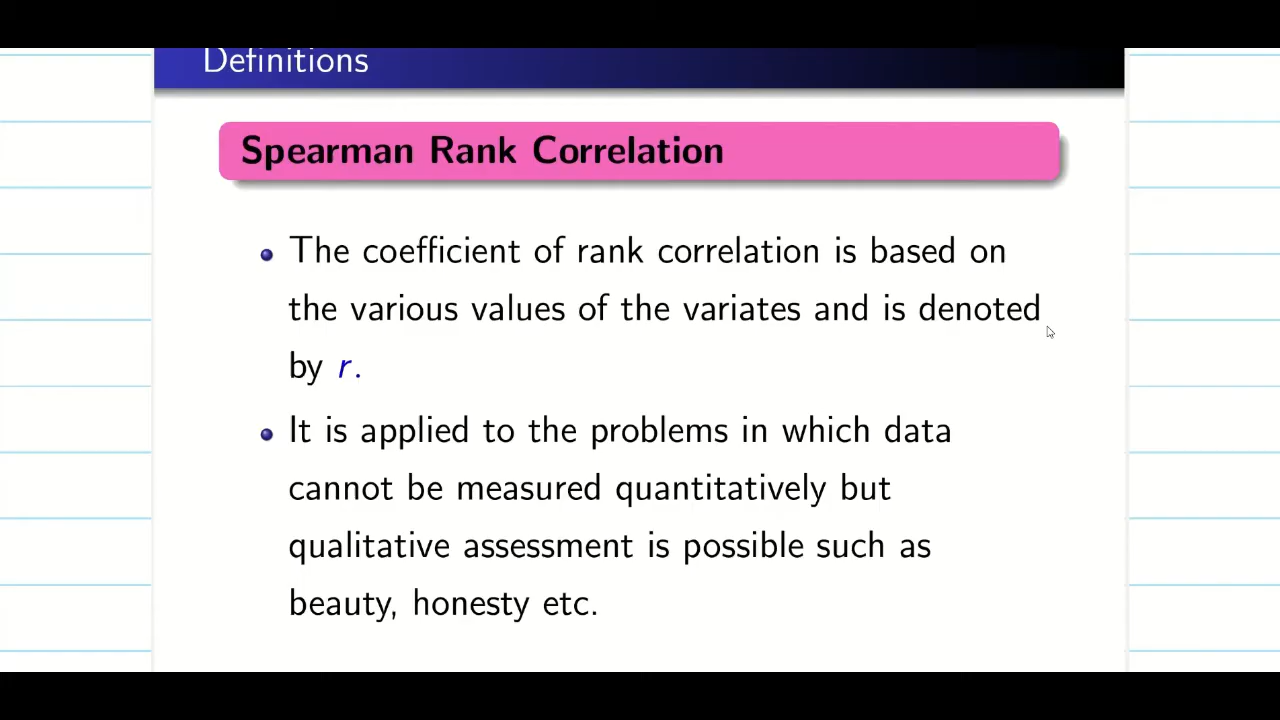 Definitions
Spearman Rank Correlation
The coefficient of rank correlation is based on
the various values of the variates and is denoted
by r.
It is applied to the problems in which data
cannot be measured quantitatively but
qualitative assessment is possible such as
beauty, honesty etc.